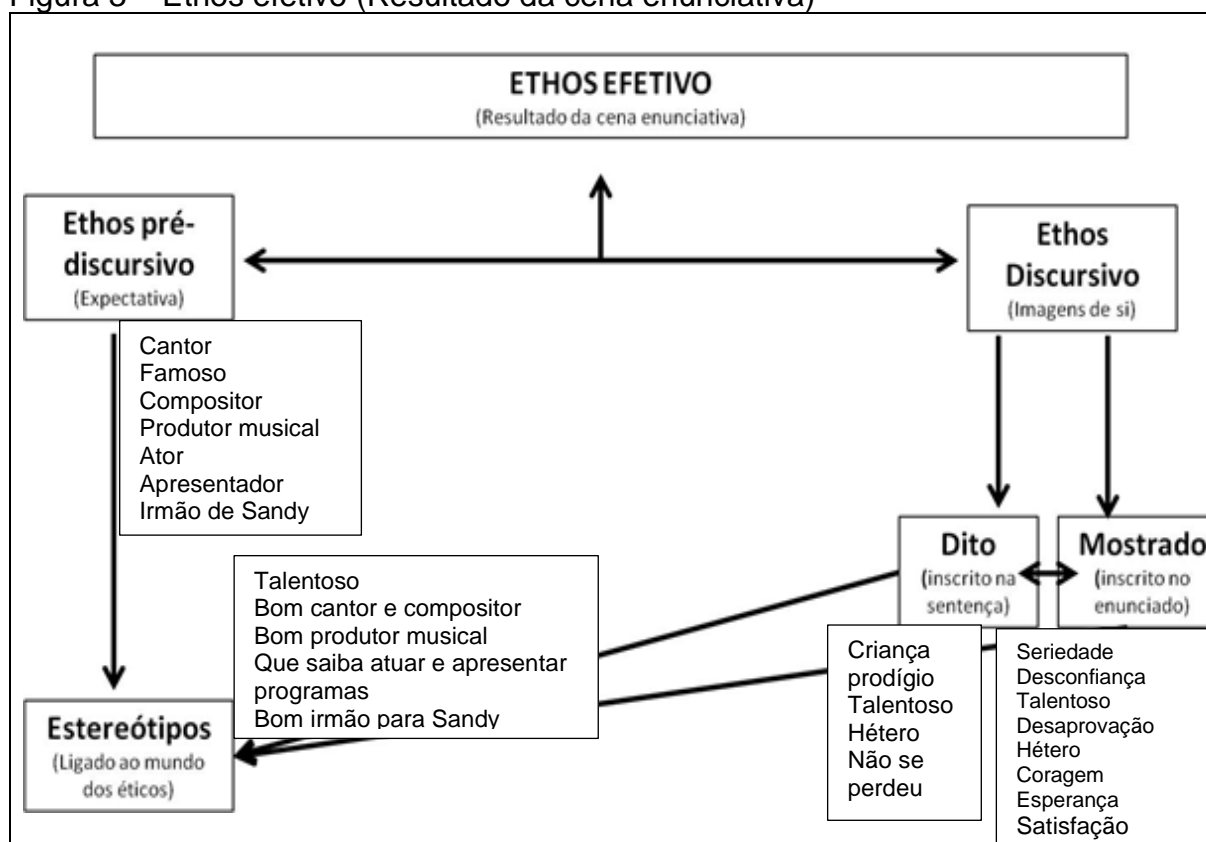 Figura 3 – Ethos efetivo (Resultado da cena enunciativa)
ETHOS EFETIVO
(Resultado da cena enunciativa)
Ethos pré-
discursivo
(Expectativa)
Ethos
Discursivo
(Imagens de si)
Cantor
Famoso
Compositor
Produtor musical
Ator
Apresentador
Irmão de Sandy
Dito
(inscrito na
sentença)
Mostrado
(inscrito no
enunciado)
Talentoso
Bom cantor e compositor
Bom produtor musical
Que saiba atuar e apresentar
programas
Bom irmão para Sandy
Estereótipos
(Ligado ao mundo
dos éticos)
Criança
prodígio
Talentoso
Hétero
Não se
perdeu
Seriedade
Desconfiança
Talentoso
Desaprovação
Hétero
Coragem
Esperança
Satisfação